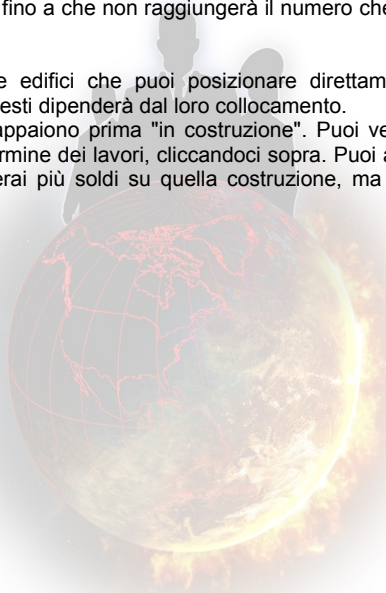 fino a che non raggiungerà il numero che
e edifici che puoi posizionare direttam
esti dipenderà dal loro collocamento.
appaiono prima "in costruzione". Puoi ve
rmine dei lavori, cliccandoci sopra. Puoi a
erai più soldi su quella costruzione, ma